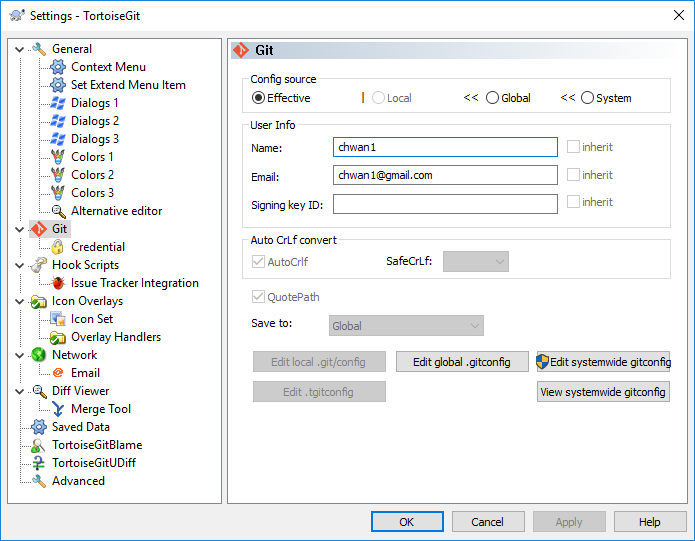 Settings - TortoiseGit
General
Context Menu
Set Extend Menu Item
Dialogs 1
Dialogs 2
Dialogs 3
Colors 1
Colors 2
Colors 3
Alternative editor
Git
Credential
Hook Scripts
Issue Tracker Integration
Icon Overlays
Icon Set
Overlay Handlers
Network
Email
Diff Viewer
Merge Tool
Saved Data
TortoiseGitBlame
TortoiseGitUDiff
Advanced
Git
Config source
Effective | Local << Global << System
User Info
Name: chwan1 inherit
Email: chwan1@gmail.com inherit
Signing key ID: inherit
Auto CrLf convert
AutoCrlf SafeCrLf:
QuotePath
Save to: Global
Edit local .git/config Edit global .gitconfig Edit systemwide gitconfig
Edit .tgitconfig View systemwide gitconfig
OK Cancel Apply Help